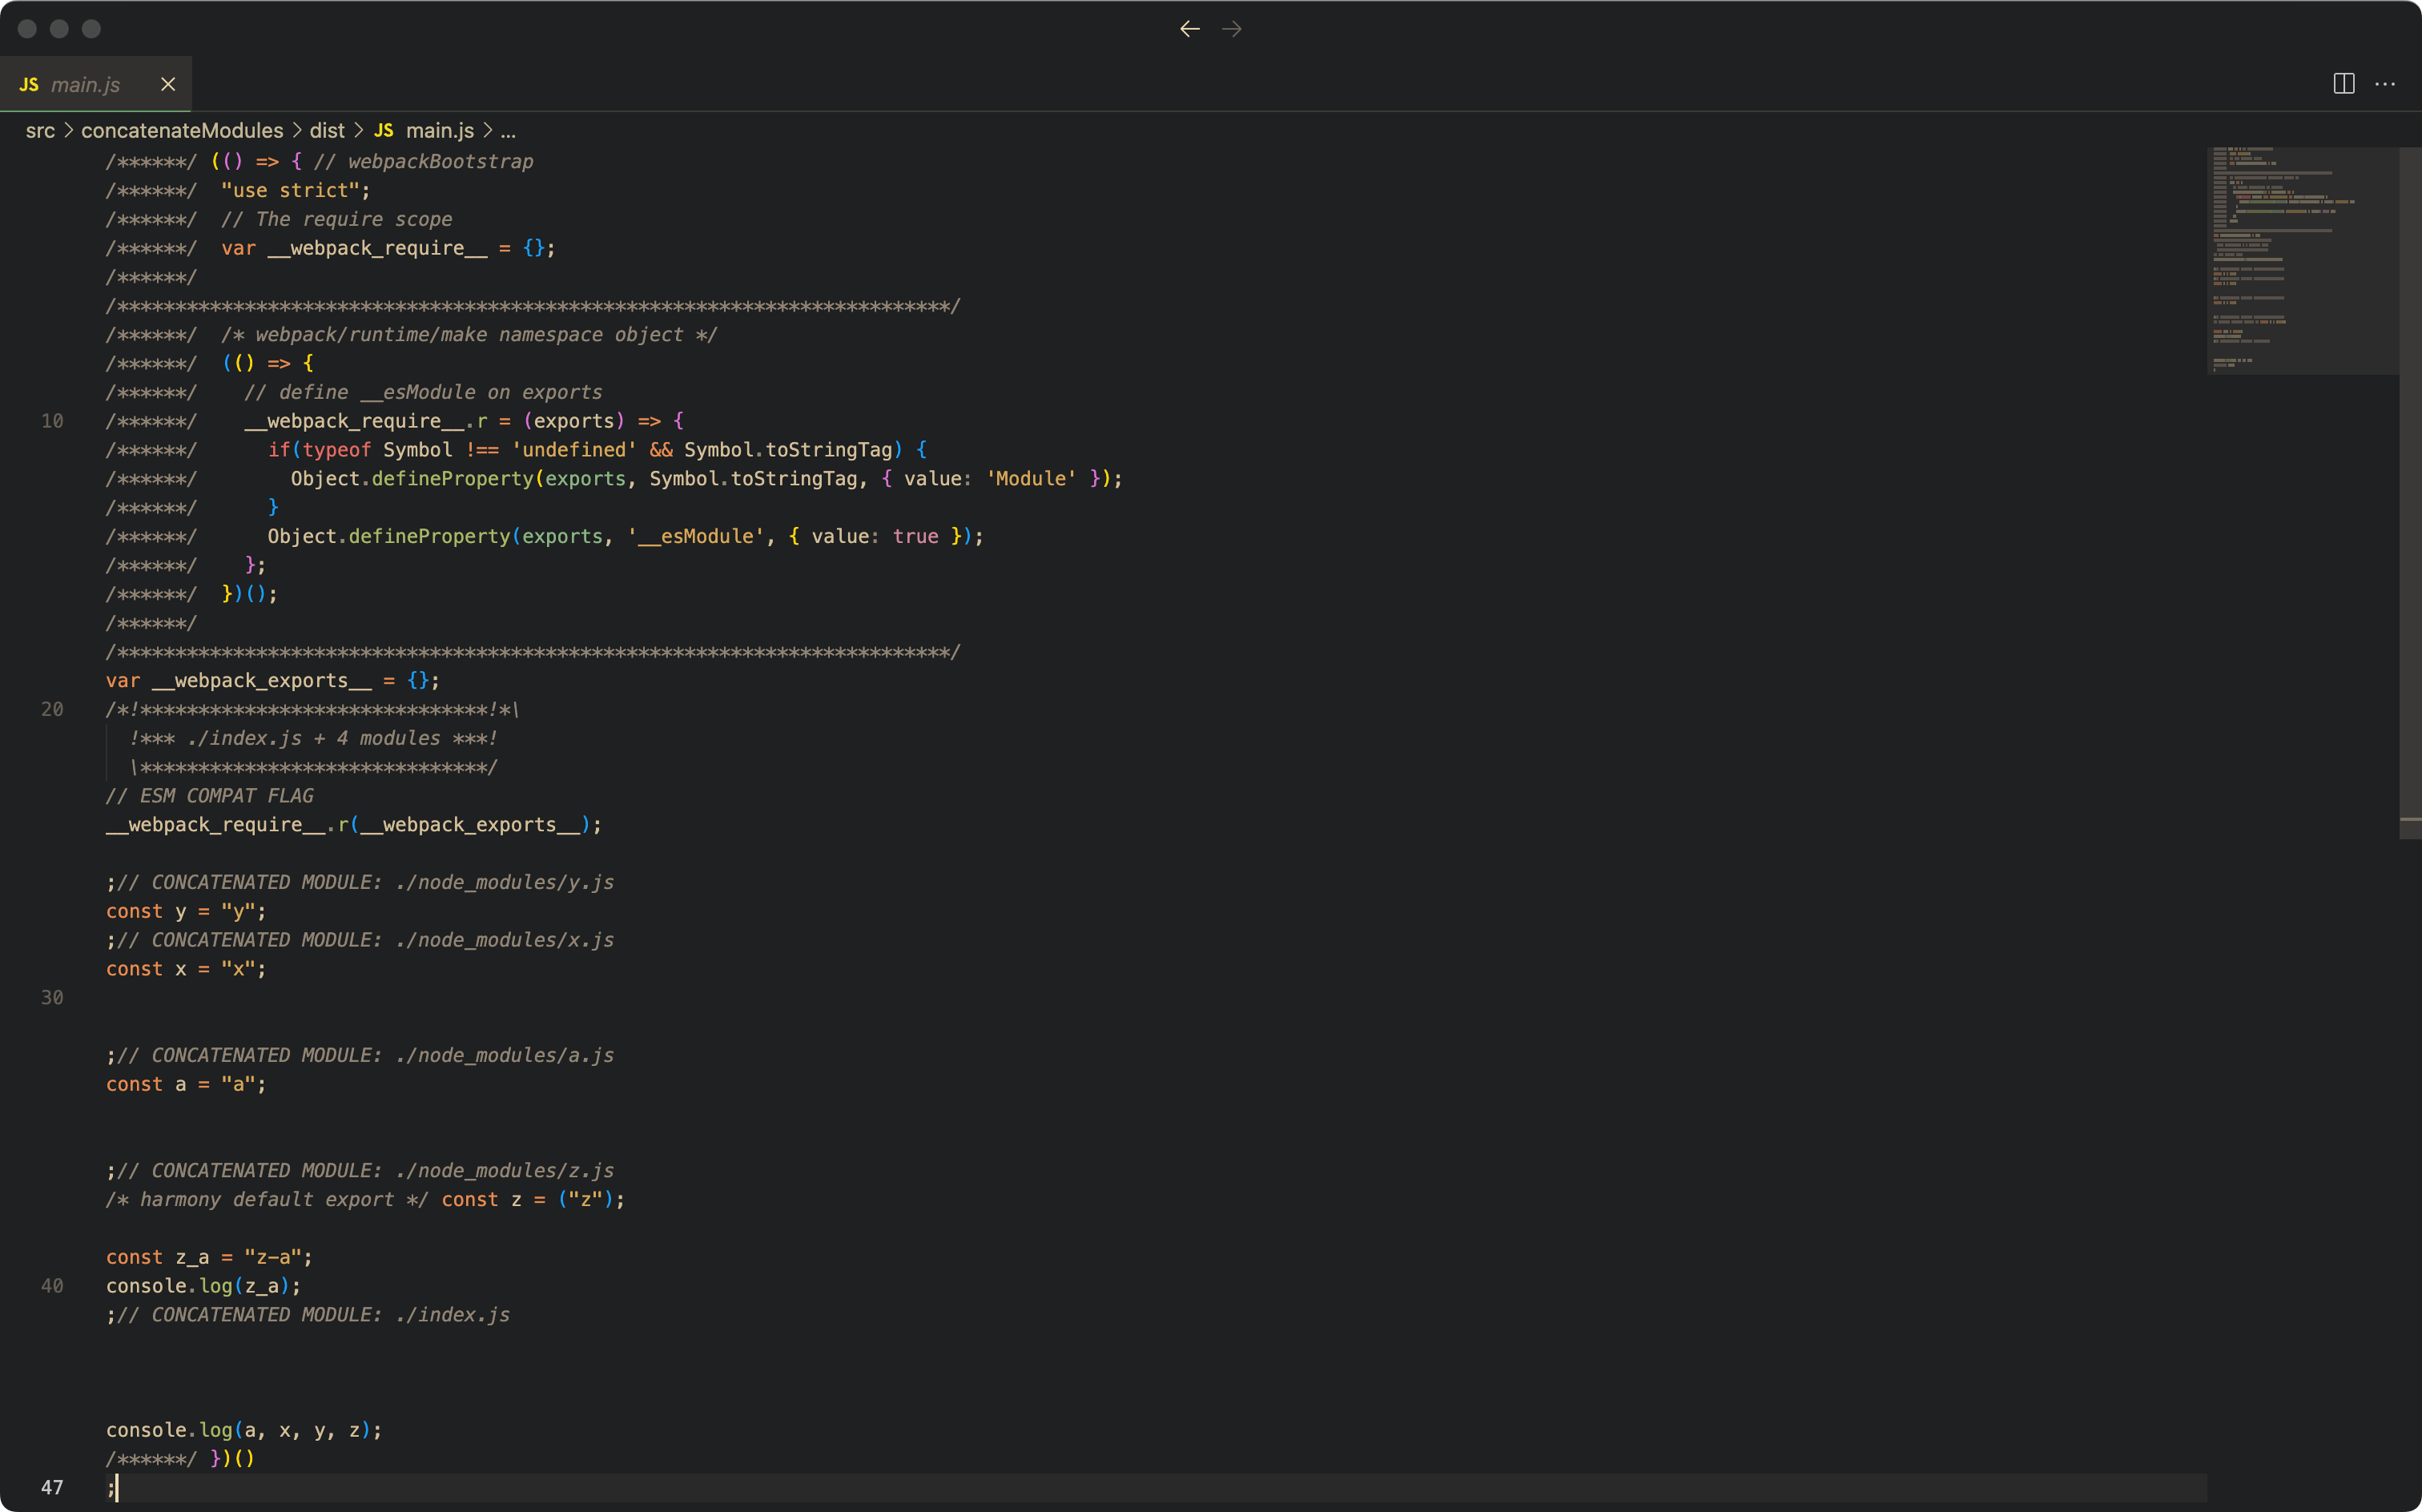 JS main.js
src > concatenateModules > dist > JS main.js > ...
/******/ (() => { // webpackBootstrap
/******/  "use strict";
/******/  // The require scope
/******/  var __webpack_require__ = {};
/******/
/************************************************************************/
/******/  /* webpack/runtime/make namespace object */
/******/  (() => {
/******/    // define __esModule on exports
10 /******/    __webpack_require__.r = (exports) => {
/******/      if(typeof Symbol !== 'undefined' && Symbol.toStringTag) {
/******/        Object.defineProperty(exports, Symbol.toStringTag, { value: 'Module' });
/******/      }
/******/      Object.defineProperty(exports, '__esModule', { value: true });
/******/    };
/******/  })();
/******/
/************************************************************************/
var __webpack_exports__ = {};
20 /*!******************************!*\
  !*** ./index.js + 4 modules ***!
  \******************************/
// ESM COMPAT FLAG
__webpack_require__.r(__webpack_exports__);
;// CONCATENATED MODULE: ./node_modules/y.js
const y = "y";
;// CONCATENATED MODULE: ./node_modules/x.js
const x = "x";
30
;// CONCATENATED MODULE: ./node_modules/a.js
const a = "a";
;// CONCATENATED MODULE: ./node_modules/z.js
/* harmony default export */ const z = ("z");
const z_a = "z-a";
40 console.log(z_a);
;// CONCATENATED MODULE: ./index.js
console.log(a, x, y, z);
/******/ })()
47 ;